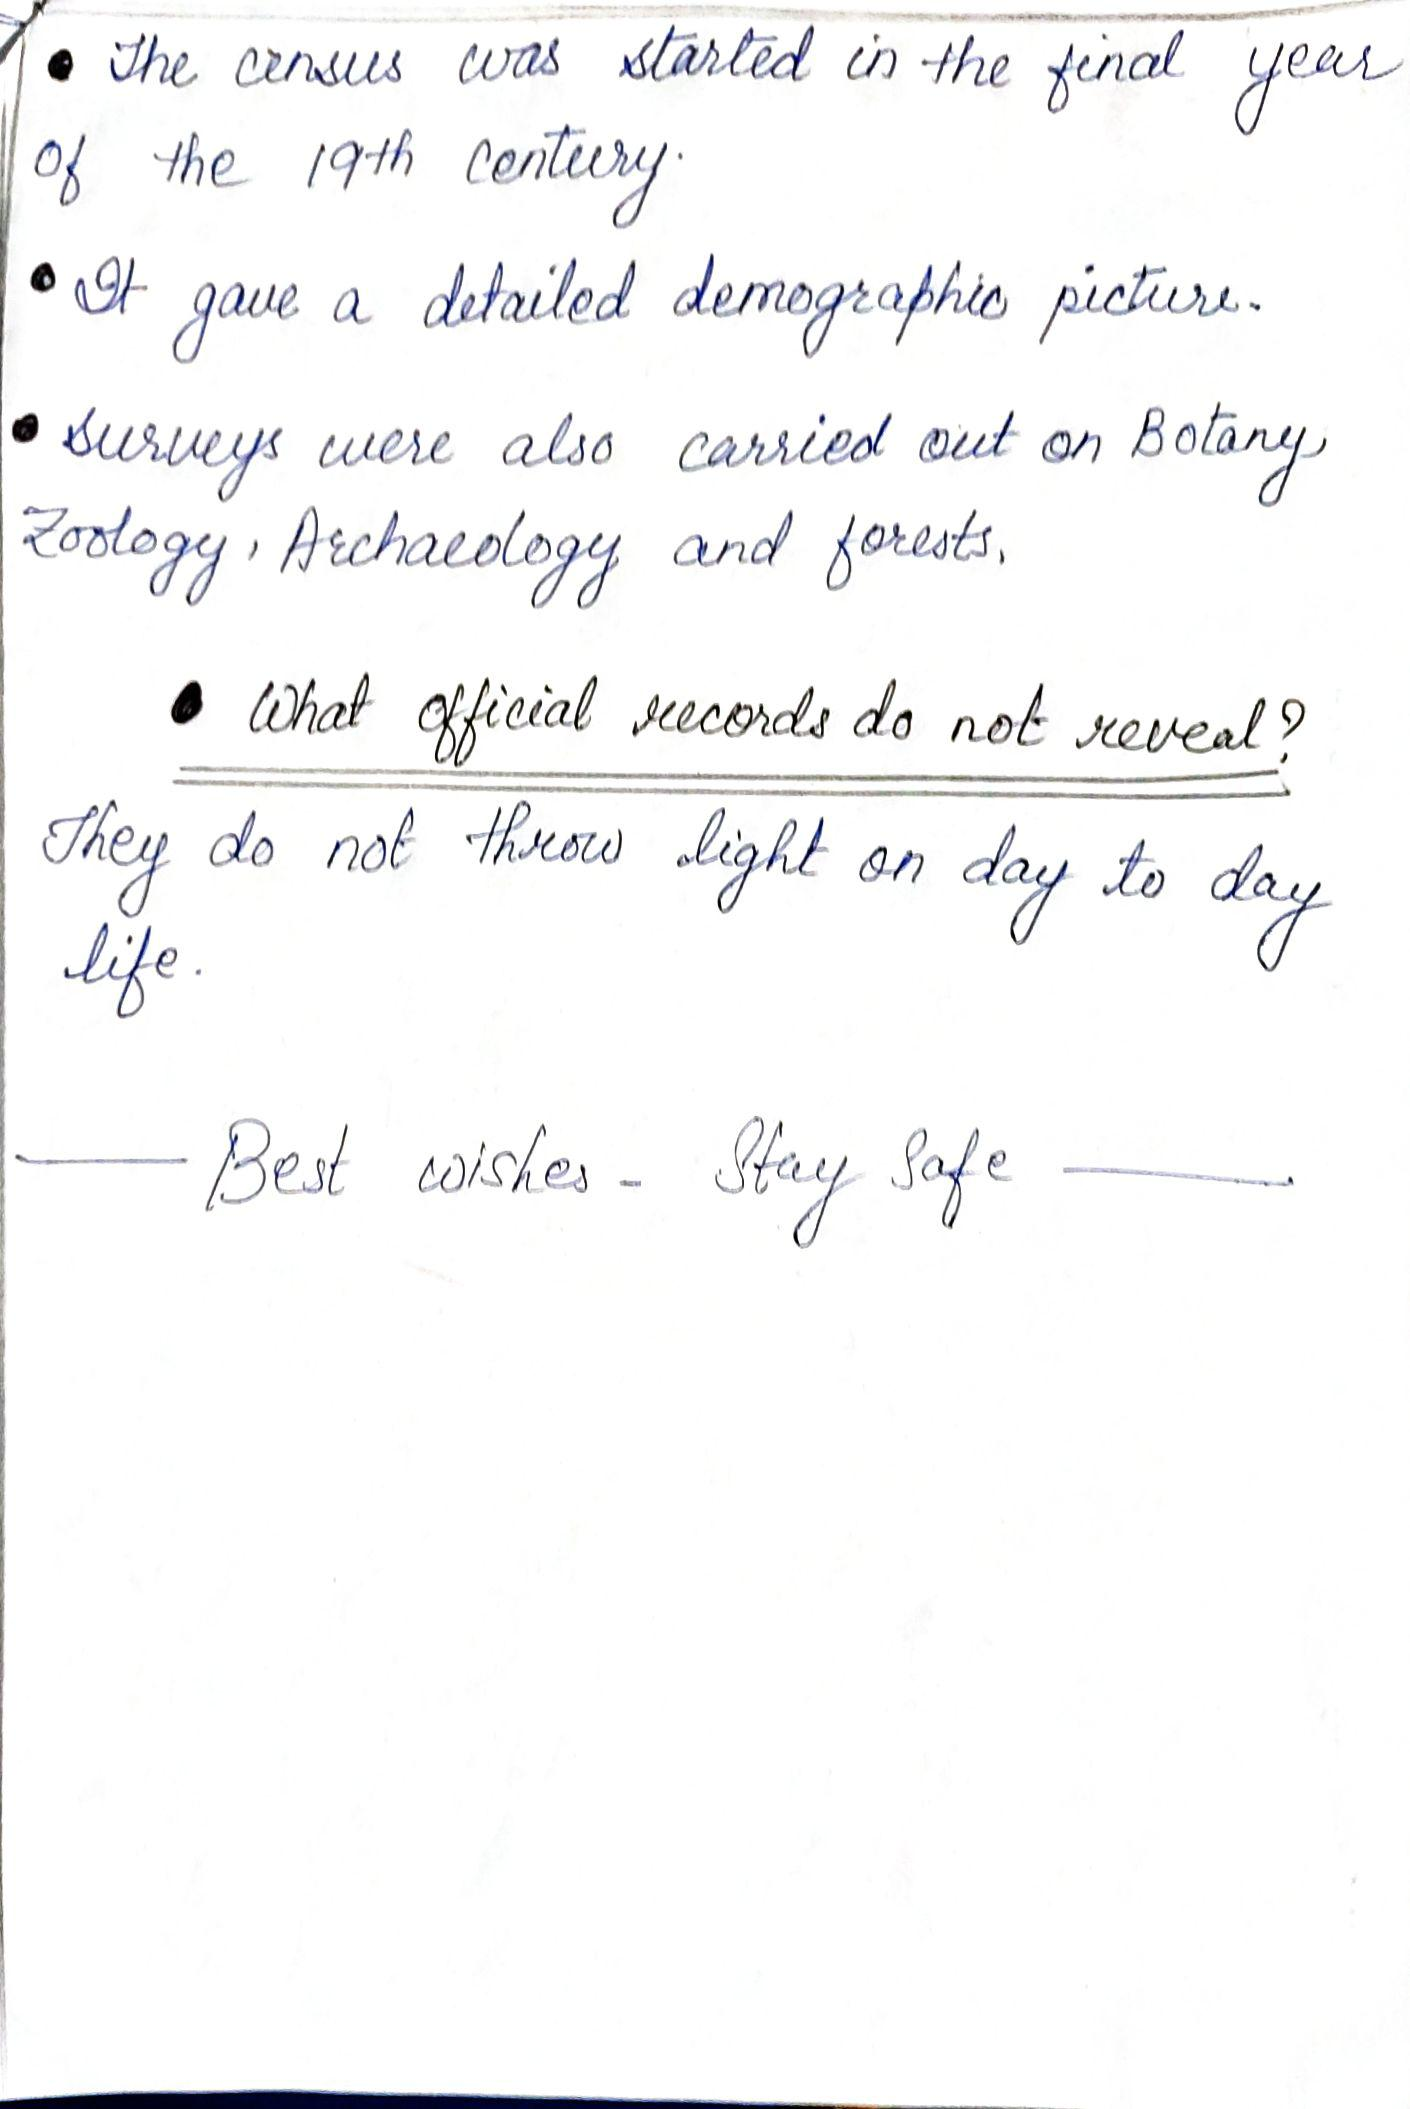 • The census was started in the final year
of the 19th century.
• It gave a detailed demographic picture.
• Surveys were also carried out on Botany,
Zoology, Archaeology and forests.
• What official records do not reveal?
They do not throw light on day to day
life.
—— Best wishes - Stay Safe ——